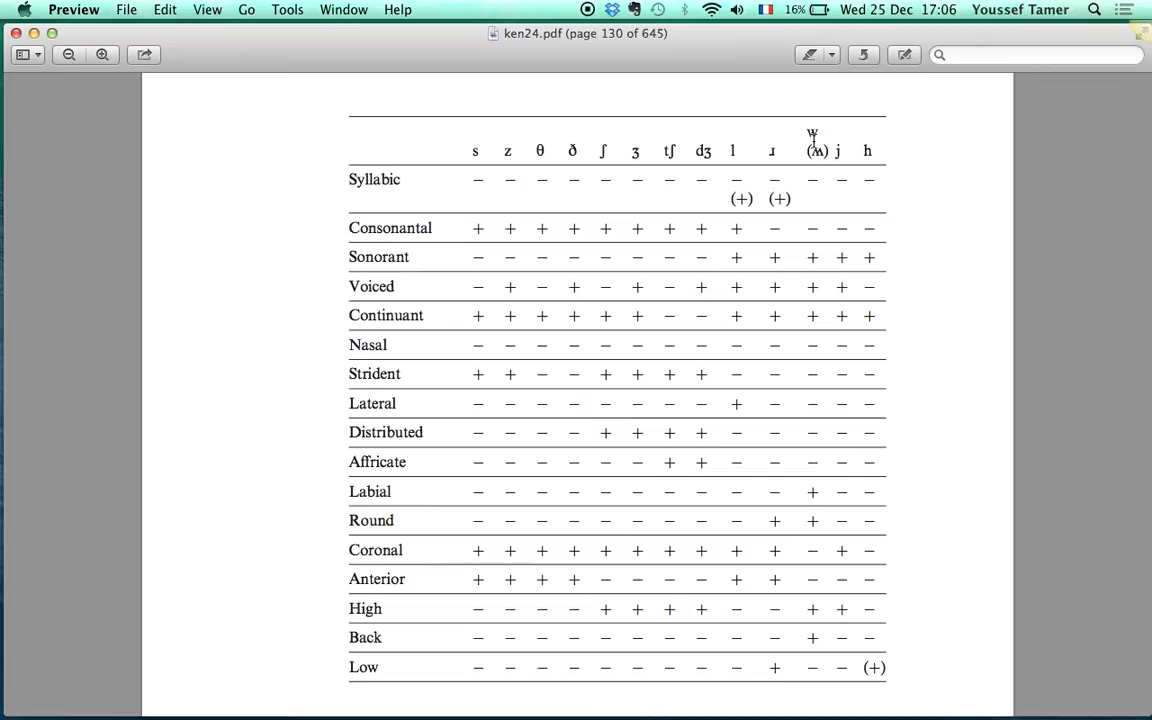 Preview File Edit View Go Tools Window Help 16% Wed 25 Dec 17:06 Youssef Tamer
ken24.pdf (page 130 of 645)
w
s z θ ð ʃ ʒ tʃ dʒ l ɹ (ʍ) j h
Syllabic − − − − − − − − − − − − −
(+) (+)
Consonantal + + + + + + + + + − − − −
Sonorant − − − − − − − − + + + + +
Voiced − + − + − + − + + + + + −
Continuant + + + + + + − − + + + + +
Nasal − − − − − − − − − − − − −
Strident + + − − + + + + − − − − −
Lateral − − − − − − − − + − − − −
Distributed − − − − + + + + − − − − −
Affricate − − − − − − + + − − − − −
Labial − − − − − − − − − − + − −
Round − − − − − − − − − + + − −
Coronal + + + + + + + + + + − + −
Anterior + + + + − − − − + + − − −
High − − − − + + + + − − + + −
Back − − − − − − − − − − + − −
Low − − − − − − − − − + − − (+)